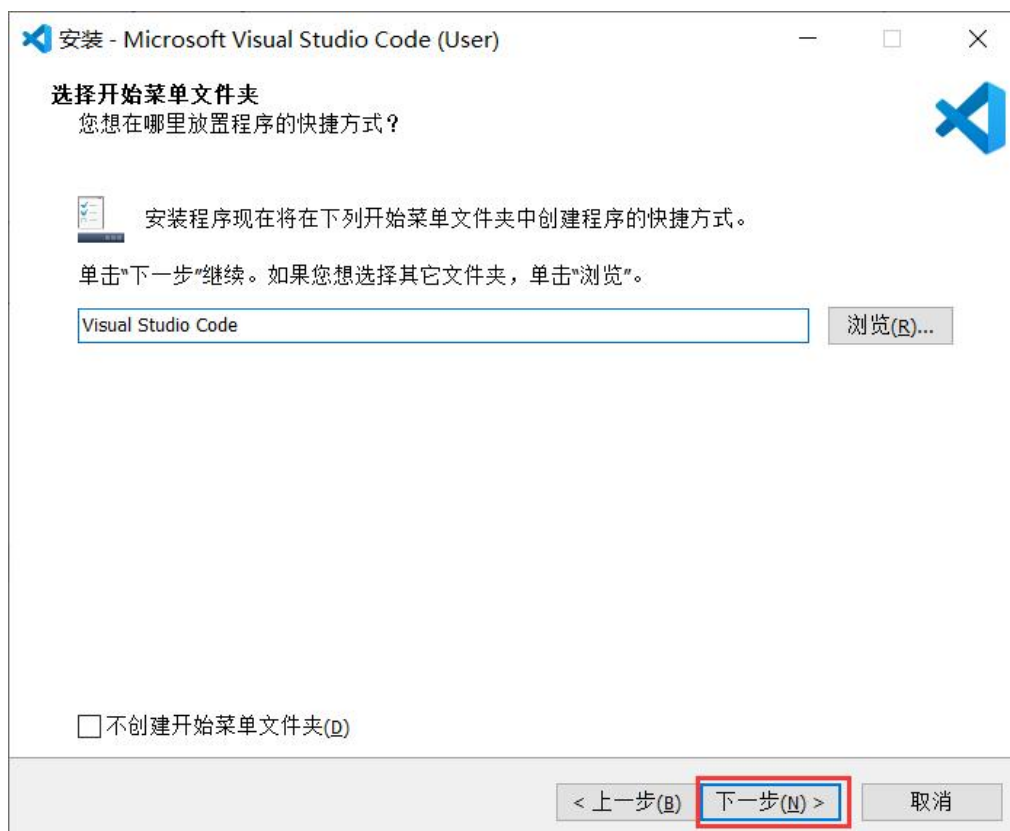 安装 - Microsoft Visual Studio Code (User)
选择开始菜单文件夹
您想在哪里放置程序的快捷方式？
安装程序现在将在下列开始菜单文件夹中创建程序的快捷方式。
单击“下一步”继续。如果您想选择其它文件夹，单击“浏览”。
Visual Studio Code
浏览(R)...
不创建开始菜单文件夹(D)
< 上一步(B) 下一步(N) > 取消